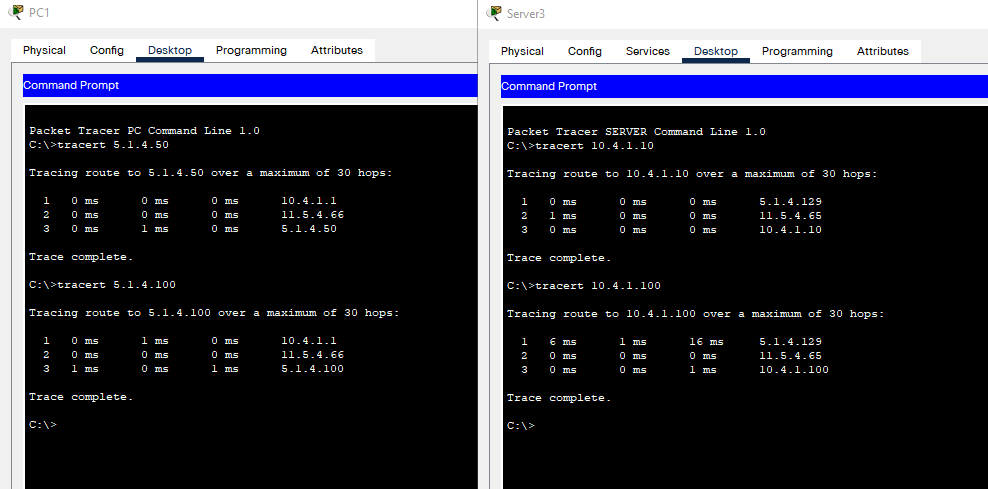 PC1
Physical Config Desktop Programming Attributes
Command Prompt
Packet Tracer PC Command Line 1.0
C:\>tracert 5.1.4.50
Tracing route to 5.1.4.50 over a maximum of 30 hops:
1 0 ms 0 ms 0 ms 10.4.1.1
2 0 ms 0 ms 0 ms 11.5.4.66
3 0 ms 1 ms 0 ms 5.1.4.50
Trace complete.
C:\>tracert 5.1.4.100
Tracing route to 5.1.4.100 over a maximum of 30 hops:
1 0 ms 1 ms 0 ms 10.4.1.1
2 0 ms 0 ms 0 ms 11.5.4.66
3 1 ms 0 ms 1 ms 5.1.4.100
Trace complete.
C:\>
Server3
Physical Config Services Desktop Programming Attributes
Command Prompt
Packet Tracer SERVER Command Line 1.0
C:\>tracert 10.4.1.10
Tracing route to 10.4.1.10 over a maximum of 30 hops:
1 0 ms 0 ms 0 ms 5.1.4.129
2 1 ms 0 ms 0 ms 11.5.4.65
3 0 ms 0 ms 0 ms 10.4.1.10
Trace complete.
C:\>tracert 10.4.1.100
Tracing route to 10.4.1.100 over a maximum of 30 hops:
1 6 ms 1 ms 16 ms 5.1.4.129
2 0 ms 0 ms 0 ms 11.5.4.65
3 0 ms 0 ms 1 ms 10.4.1.100
Trace complete.
C:\>